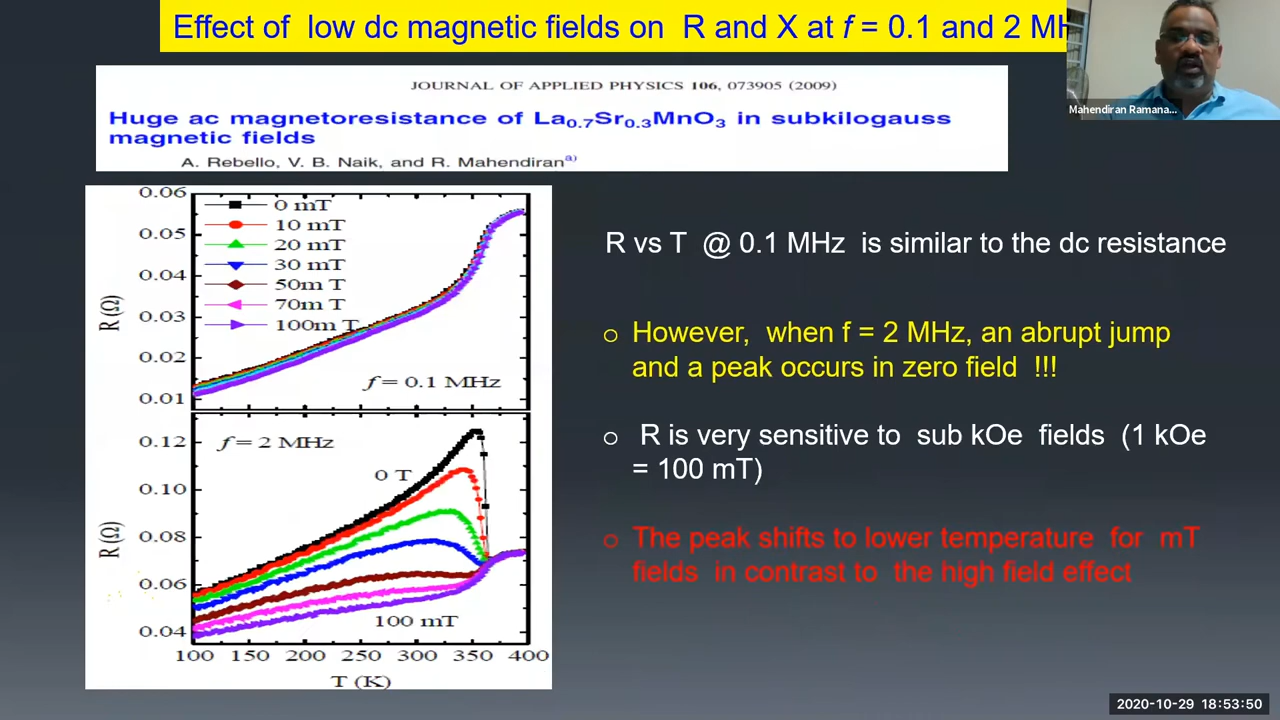 Effect of low dc magnetic fields on R and X at f = 0.1 and 2 MH
Mahendiran Ramana...
JOURNAL OF APPLIED PHYSICS 106, 073905 (2009)
Huge ac magnetoresistance of La0.7Sr0.3MnO3 in subkilogauss
magnetic fields
A. Rebello, V. B. Naik, and R. Mahendiran a)
0.06
0.05
0.04
0.03
0.02
0.01
R (Ω)
0 mT
10 mT
20 mT
30 mT
50m T
70m T
100m T
f = 0.1 MHz
0.12
0.10
0.08
0.06
0.04
R (Ω)
f = 2 MHz
0 T
100 mT
100 150 200 250 300 350 400
T (K)
R vs T @ 0.1 MHz is similar to the dc resistance
o However, when f = 2 MHz, an abrupt jump
and a peak occurs in zero field !!!
o R is very sensitive to sub kOe fields (1 kOe
= 100 mT)
o The peak shifts to lower temperature for mT
fields in contrast to the high field effect
2020-10-29 18:53:50